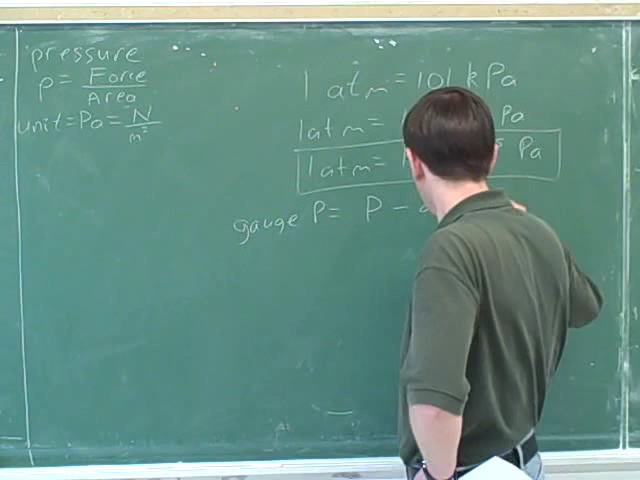 pressure
P = Force / Area
unit = Pa = N / m²
1 atm = 101 kPa
1 atm = Pa
1 atm = Pa
gauge P = P -